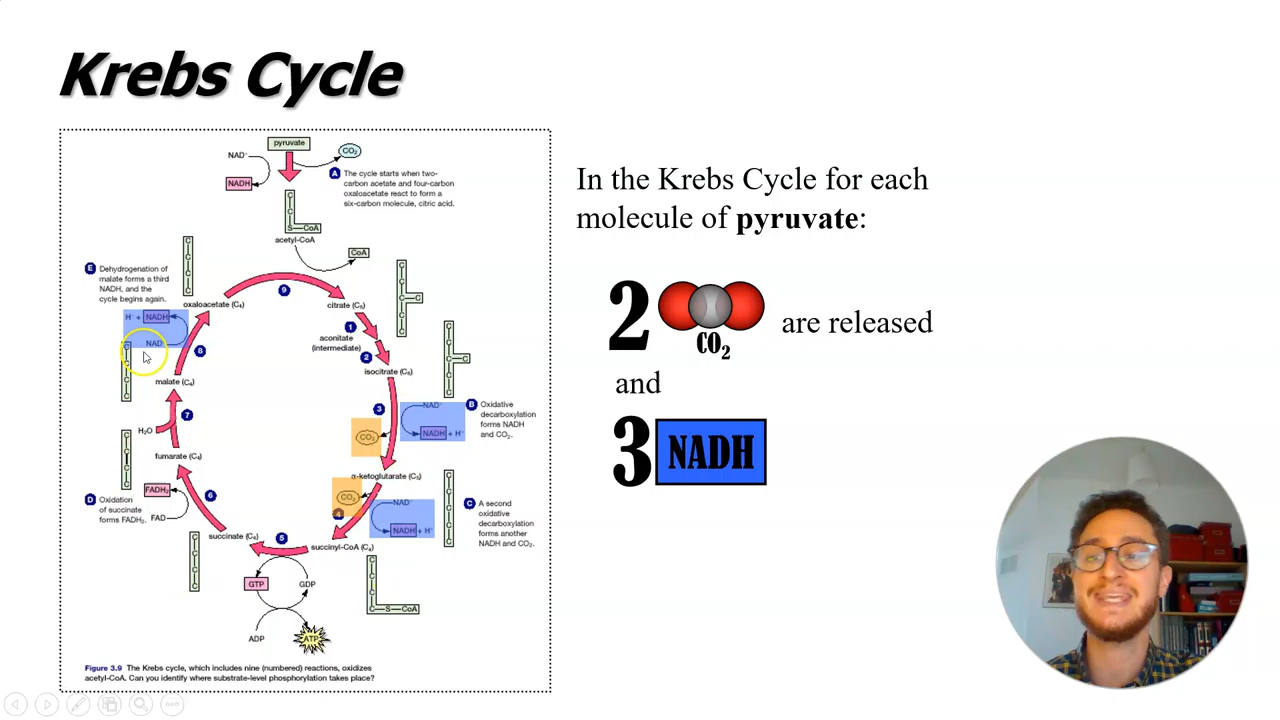 Krebs Cycle
pyruvate
NAD⁺
CO₂
NADH
A The cycle starts when two-
carbon acetate and four-carbon
oxaloacetate react to form a
six-carbon molecule, citric acid.
C
C
S—CoA
acetyl-CoA
CoA
E Dehydrogenation of
malate forms a third
NADH, and the
cycle begins again.
C
C
C
C
oxaloacetate (C₄)
9
citrate (C₆)
C
C
C—C
C
C
H⁺ + NADH
NAD
8
1
aconitate
(intermediate)
2
isocitrate (C₆)
C
C
C—C
C
C
C
C
C
C
malate (C₄)
7
H₂O
fumarate (C₄)
C
C
C
C
3
NAD⁺
NADH + H⁺
CO₂
B Oxidative
decarboxylation
forms NADH
and CO₂.
α-ketoglutarate (C₅)
C
C
C
C
C
CO₂
4
NAD⁺
NADH + H⁺
C A second
oxidative
decarboxylation
forms another
NADH and CO₂.
D Oxidation
of succinate
forms FADH₂.
FADH₂
FAD
6
succinate (C₄)
C
C
C
C
5
succinyl-CoA (C₄)
C
C
C
C—S—CoA
GTP
GDP
ADP
ATP
Figure 3.9 The Krebs cycle, which includes nine (numbered) reactions, oxidizes
acetyl-CoA. Can you identify where substrate-level phosphorylation takes place?
In the Krebs Cycle for each
molecule of pyruvate:
2 CO₂ are released
and
3 NADH